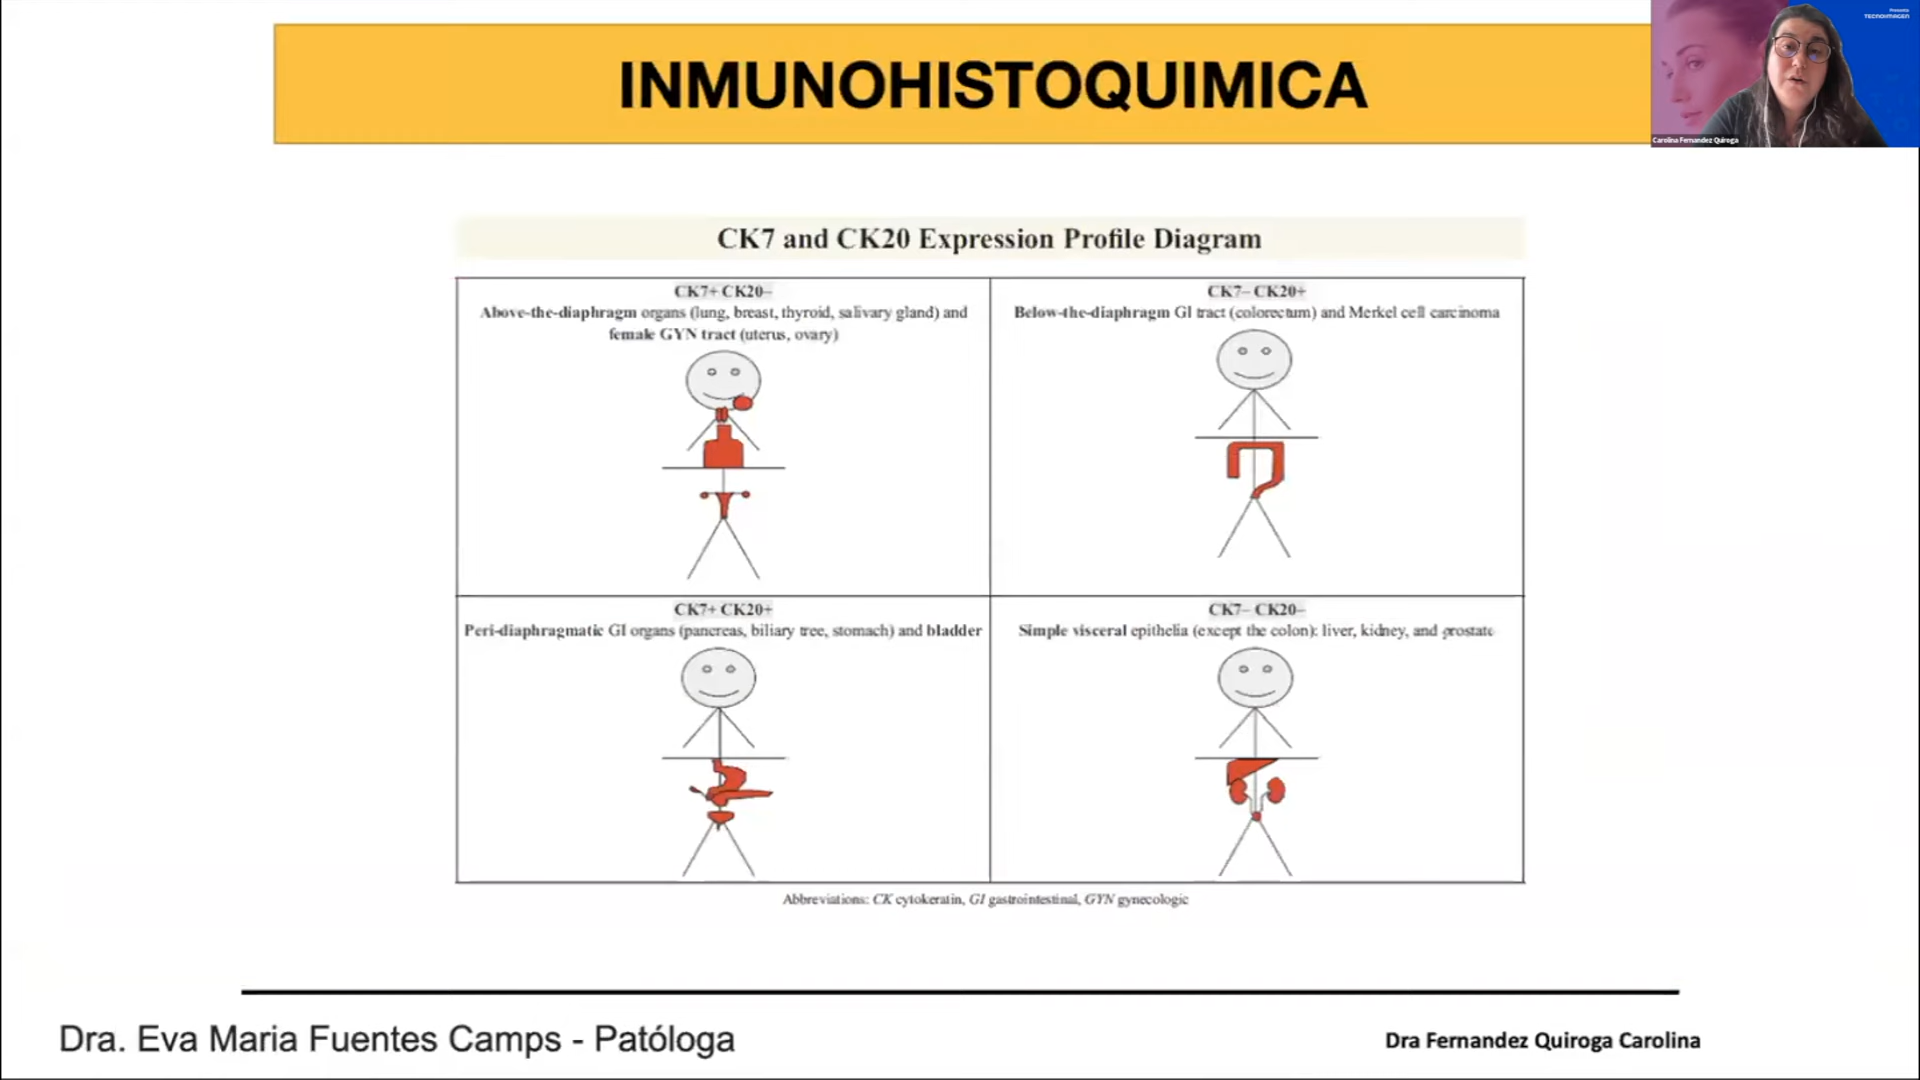 INMUNOHISTOQUIMICA
Presenta
TECNOIMAGEN
Carolina Fernandez Quiroga
CK7 and CK20 Expression Profile Diagram
CK7+ CK20–
Above-the-diaphragm organs (lung, breast, thyroid, salivary gland) and
female GYN tract (uterus, ovary)
CK7– CK20+
Below-the-diaphragm GI tract (colorectum) and Merkel cell carcinoma
CK7+ CK20+
Peri-diaphragmatic GI organs (pancreas, biliary tree, stomach) and bladder
CK7– CK20–
Simple visceral epithelia (except the colon): liver, kidney, and prostate
Abbreviations: CK cytokeratin, GI gastrointestinal, GYN gynecologic
Dra. Eva Maria Fuentes Camps - Patóloga
Dra Fernandez Quiroga Carolina